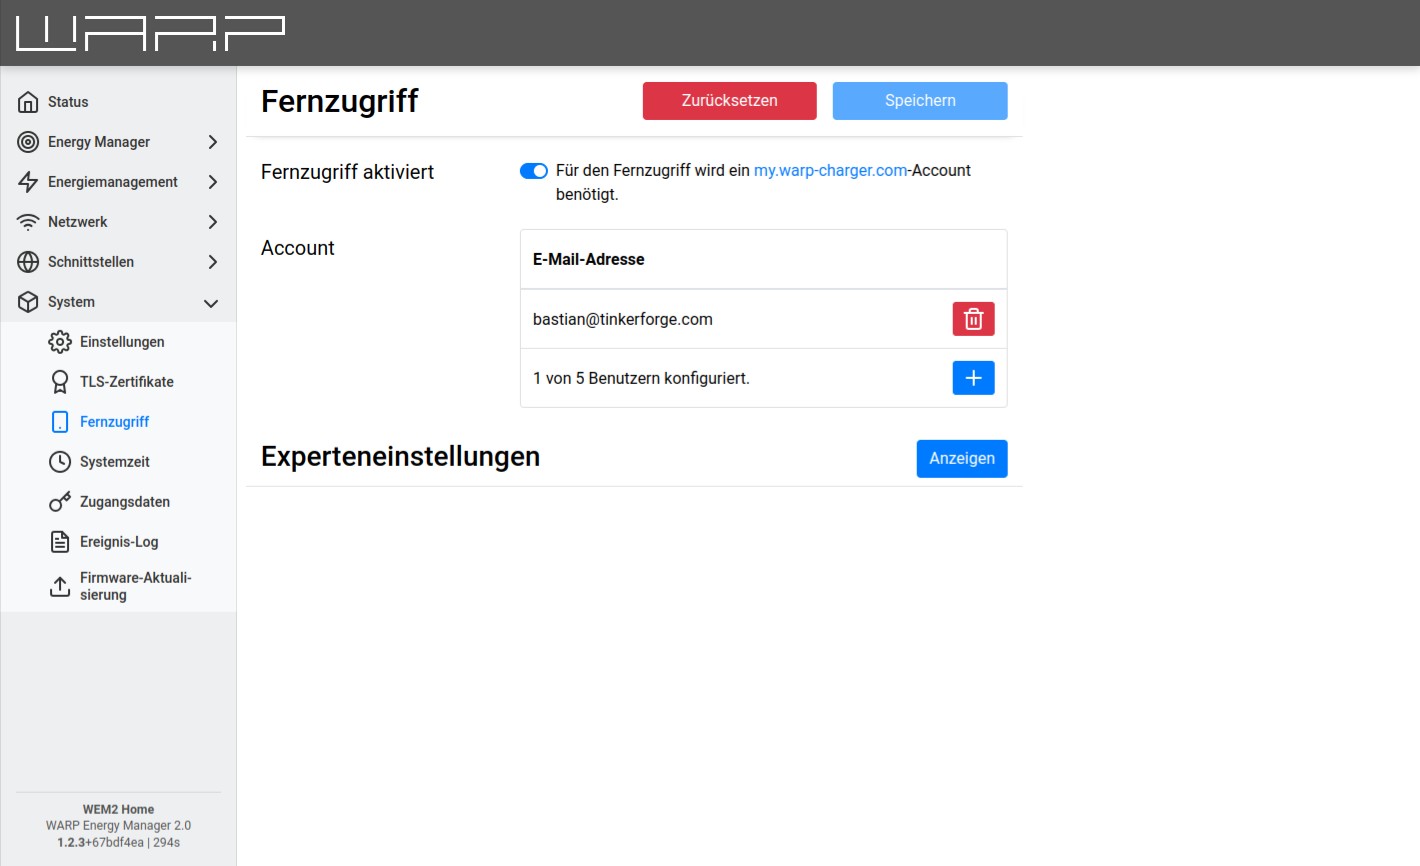 WARP
Status
Energy Manager
Energiemanagement
Netzwerk
Schnittstellen
System
Einstellungen
TLS-Zertifikate
Fernzugriff
Systemzeit
Zugangsdaten
Ereignis-Log
Firmware-Aktuali-
sierung
WEM2 Home
WARP Energy Manager 2.0
1.2.3+67bdf4ea | 294s
Fernzugriff
Zurücksetzen
Speichern
Fernzugriff aktiviert
Für den Fernzugriff wird ein my.warp-charger.com-Account
benötigt.
Account
E-Mail-Adresse
bastian@tinkerforge.com
1 von 5 Benutzern konfiguriert.
Experteneinstellungen
Anzeigen